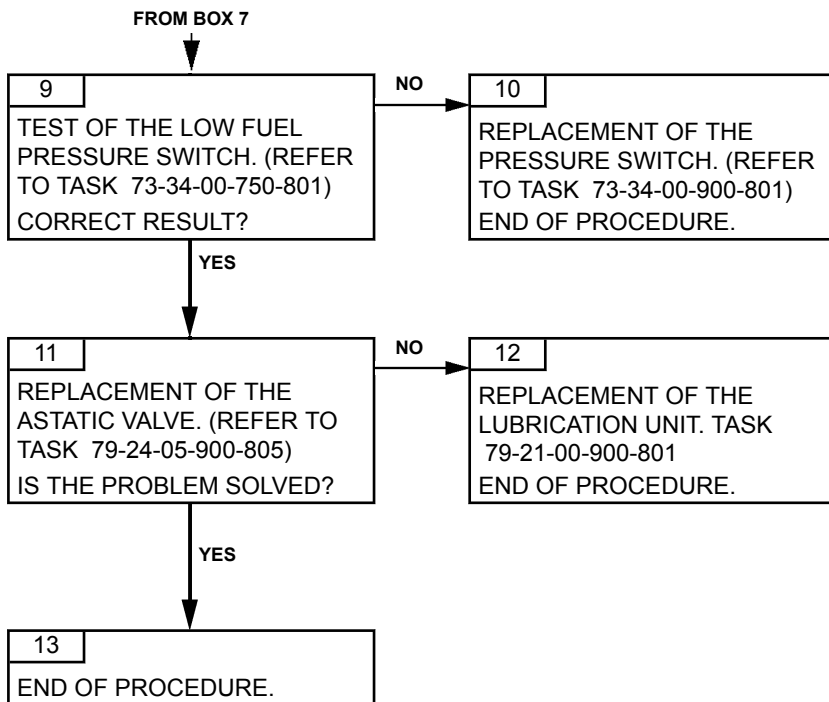 FROM BOX 7
9
TEST OF THE LOW FUEL
PRESSURE SWITCH. (REFER
TO TASK 73-34-00-750-801)
CORRECT RESULT?
NO
10
REPLACEMENT OF THE
PRESSURE SWITCH. (REFER
TO TASK 73-34-00-900-801)
END OF PROCEDURE.
YES
11
REPLACEMENT OF THE
ASTATIC VALVE. (REFER TO
TASK 79-24-05-900-805)
IS THE PROBLEM SOLVED?
NO
12
REPLACEMENT OF THE
LUBRICATION UNIT. TASK
79-21-00-900-801
END OF PROCEDURE.
YES
13
END OF PROCEDURE.